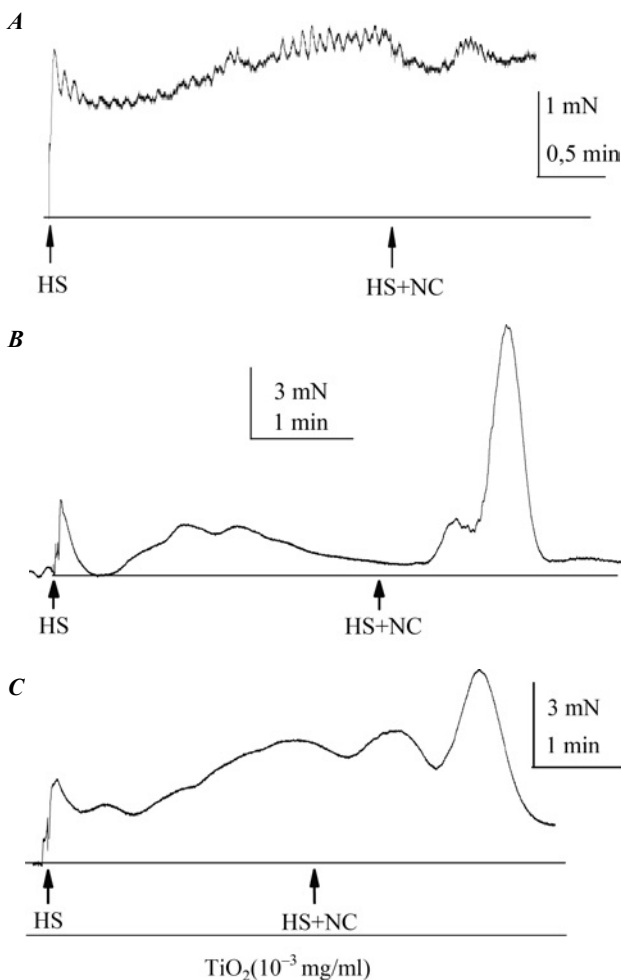 A
1 mN
0,5 min
HS
HS+NC
B
3 mN
1 min
HS
HS+NC
C
3 mN
1 min
HS
HS+NC
TiO₂(10⁻³ mg/ml)